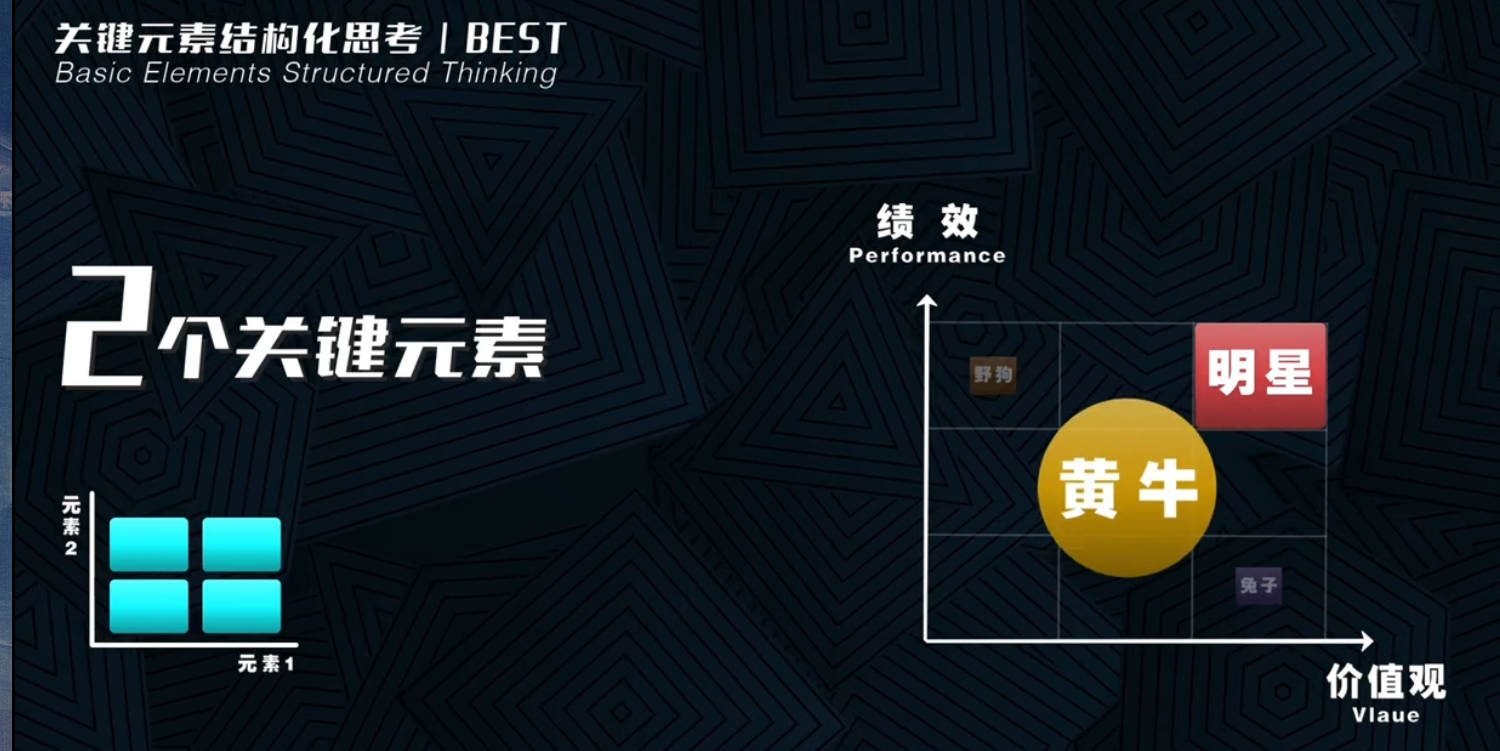 关键元素结构化思考 | BEST
Basic Elements Structured Thinking
2个关键元素
元素2
元素1
绩效
Performance
野狗
明星
黄牛
兔子
价值观
Vlaue